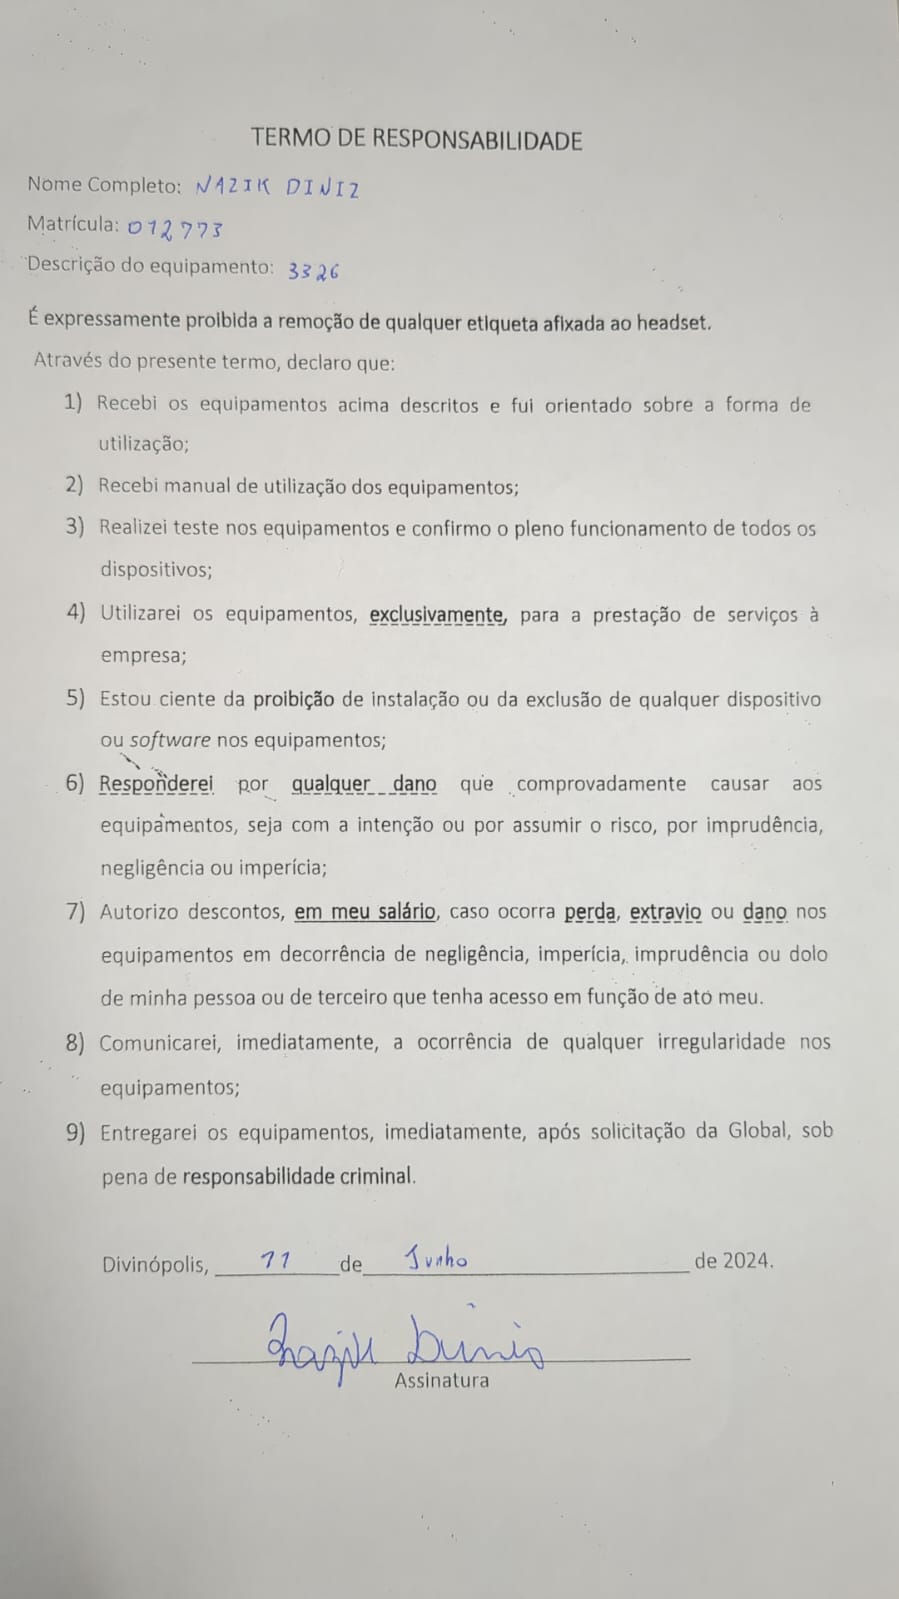 TERMO DE RESPONSABILIDADE
Nome Completo: NAZIK DINIZ
Matrícula: 012773
Descrição do equipamento: 3326
É expressamente proibida a remoção de qualquer etiqueta afixada ao headset.
Através do presente termo, declaro que:
1) Recebi os equipamentos acima descritos e fui orientado sobre a forma de
utilização;
2) Recebi manual de utilização dos equipamentos;
3) Realizei teste nos equipamentos e confirmo o pleno funcionamento de todos os
dispositivos;
4) Utilizarei os equipamentos, exclusivamente, para a prestação de serviços à
empresa;
5) Estou ciente da proibição de instalação ou da exclusão de qualquer dispositivo
ou software nos equipamentos;
6) Responderei por qualquer dano que comprovadamente causar aos
equipamentos, seja com a intenção ou por assumir o risco, por imprudência,
negligência ou imperícia;
7) Autorizo descontos, em meu salário, caso ocorra perda, extravio ou dano nos
equipamentos em decorrência de negligência, imperícia, imprudência ou dolo
de minha pessoa ou de terceiro que tenha acesso em função de ato meu.
8) Comunicarei, imediatamente, a ocorrência de qualquer irregularidade nos
equipamentos;
9) Entregarei os equipamentos, imediatamente, após solicitação da Global, sob
pena de responsabilidade criminal.
Divinópolis, 11 de Junho de 2024.
Nazik Diniz
Assinatura